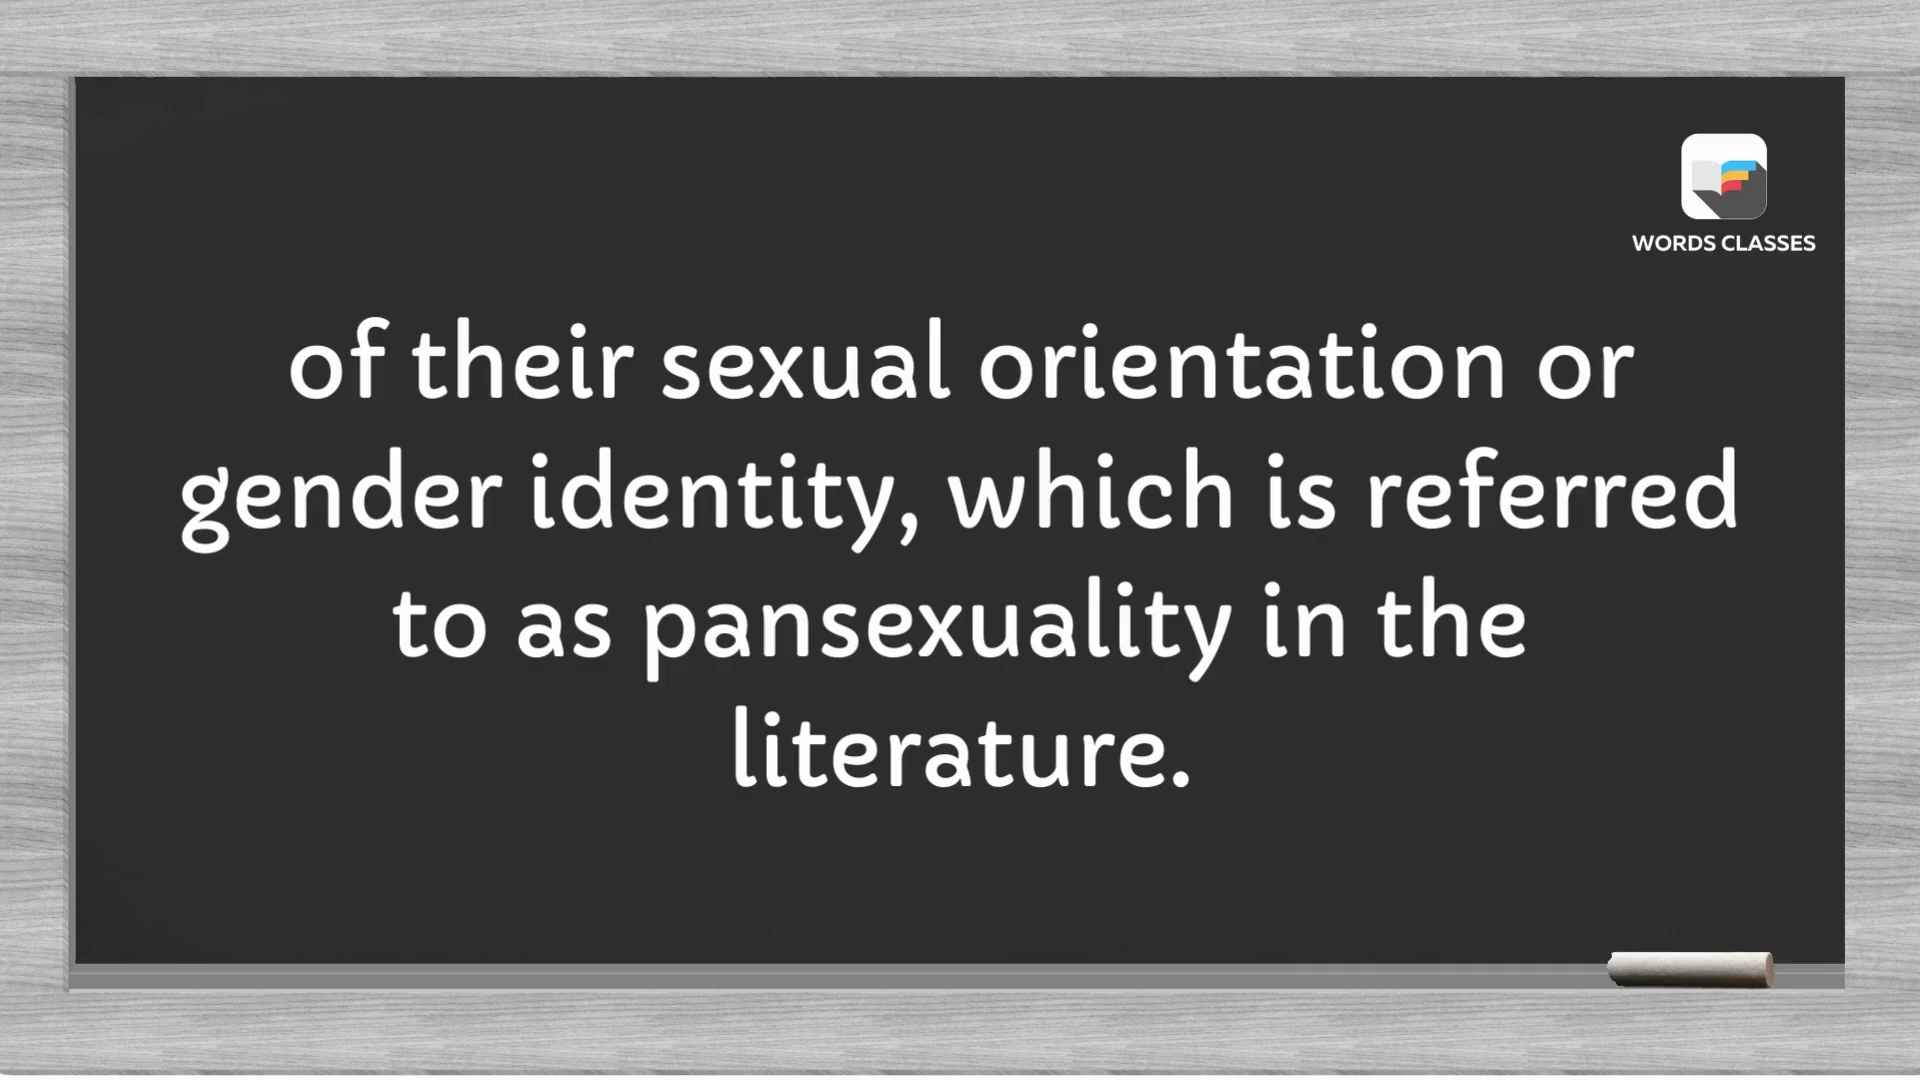 WORDS CLASSES
of their sexual orientation or
gender identity, which is referred
to as pansexuality in the
literature.